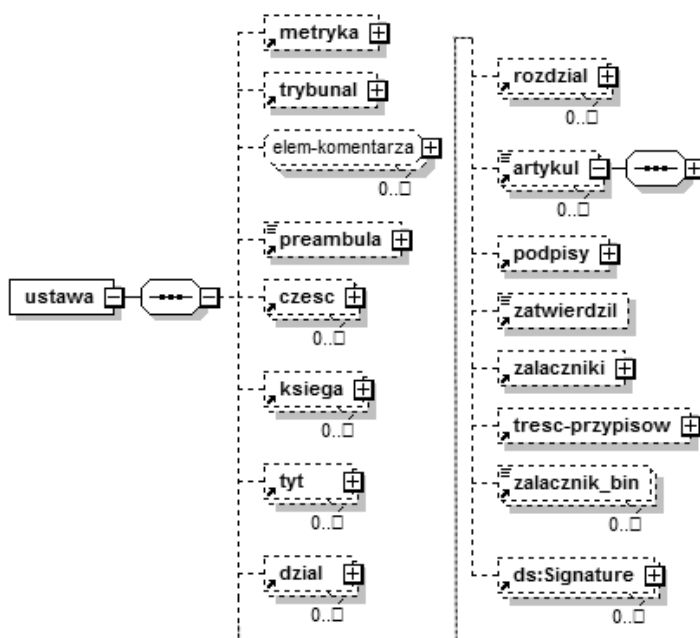 metryka
trybunal
elem-komentarza
0..□
preambula
ustawa
czesc
0..□
ksiega
0..□
tyt
0..□
dzial
0..□
rozdzial
0..□
artykul
0..□
podpisy
zatwierdzil
zalaczniki
tresc-przypisow
zalacznik_bin
0..□
ds:Signature
0..□